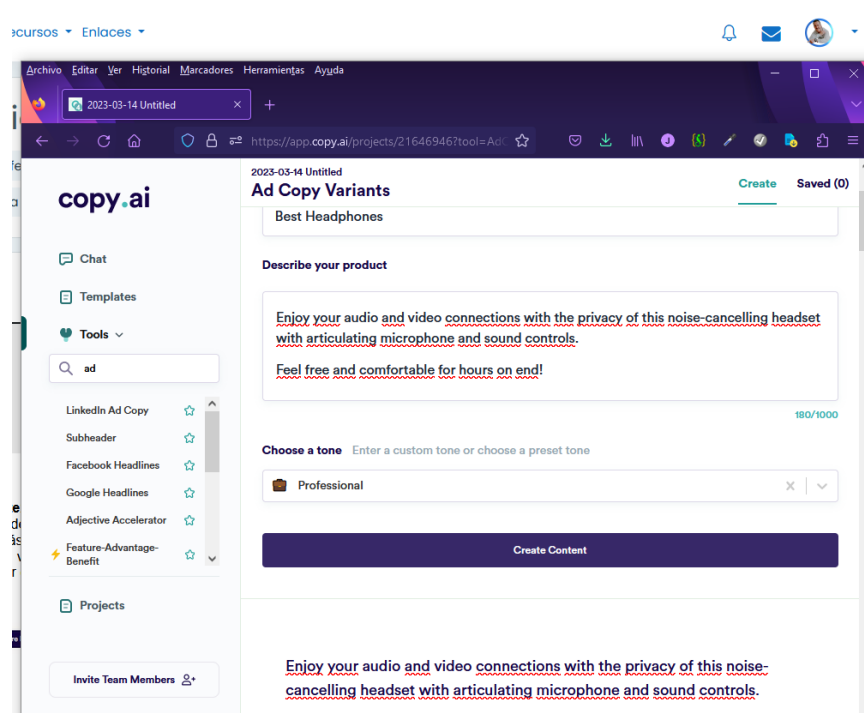 Enlaces
Archivo Editar Ver Historial Marcadores Herramientas Ayuda
2023-03-14 Untitled
https://app.copy.ai/projects/21646946?tool=Ad
2023-03-14 Untitled
Ad Copy Variants
Create Saved (0)
copy.ai
Chat
Templates
Tools
ad
LinkedIn Ad Copy
Subheader
Facebook Headlines
Google Headlines
Adjective Accelerator
Feature-Advantage-
Benefit
Projects
Invite Team Members
Best Headphones
Describe your product
Enjoy your audio and video connections with the privacy of this noise-cancelling headset
with articulating microphone and sound controls.
Feel free and comfortable for hours on end!
180/1000
Choose a tone Enter a custom tone or choose a preset tone
Professional
Create Content
Enjoy your audio and video connections with the privacy of this noise-
cancelling headset with articulating microphone and sound controls.